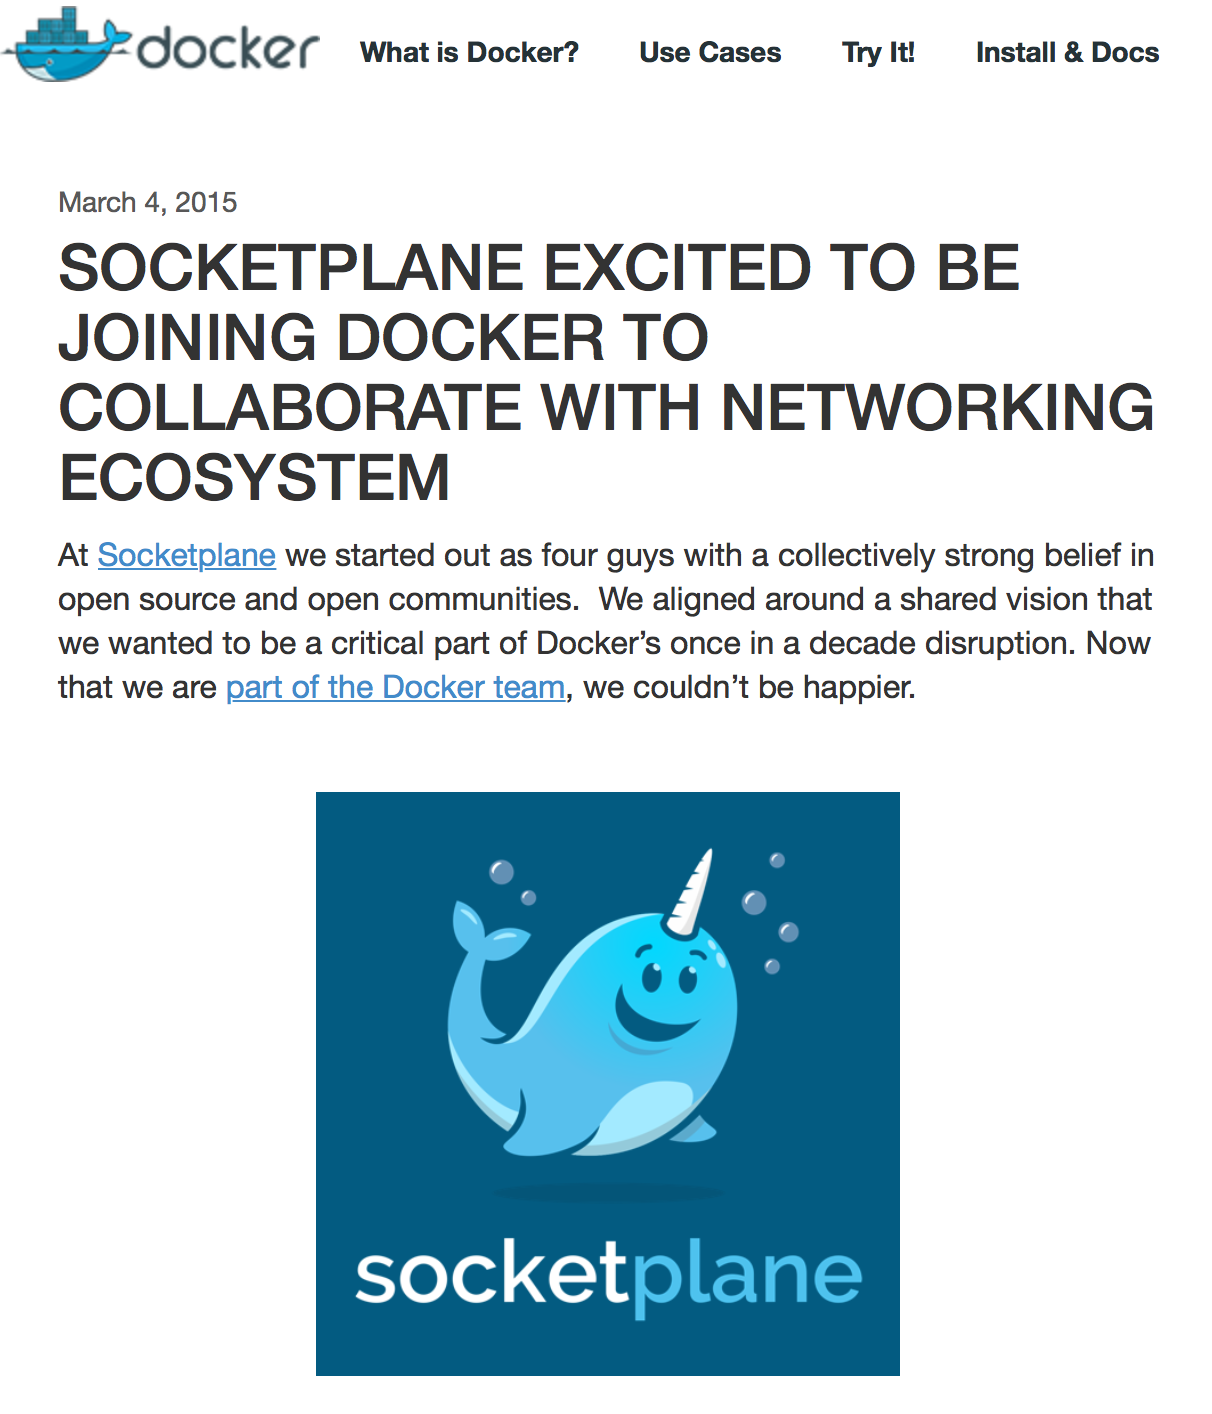 docker What is Docker? Use Cases Try It! Install & Docs
March 4, 2015
SOCKETPLANE EXCITED TO BE
JOINING DOCKER TO
COLLABORATE WITH NETWORKING
ECOSYSTEM
At Socketplane we started out as four guys with a collectively strong belief in
open source and open communities.  We aligned around a shared vision that
we wanted to be a critical part of Docker’s once in a decade disruption. Now
that we are part of the Docker team, we couldn’t be happier.
socketplane